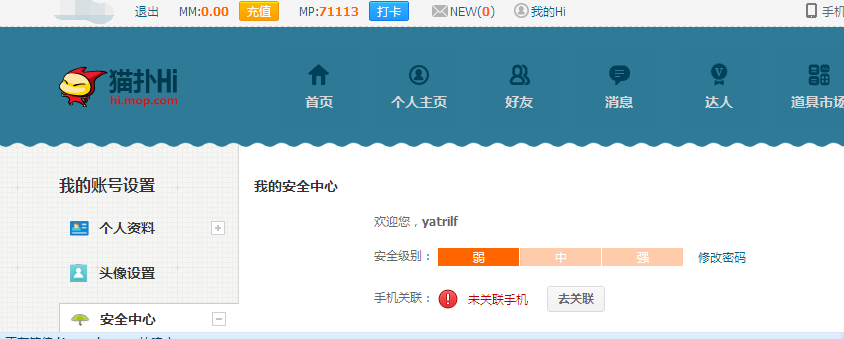 退出 MM:0.00 充值 MP:71113 打卡 NEW(0) 我的Hi 手机
猫扑Hi
hi.mop.com
首页 个人主页 好友 消息 达人 道具市场
我的账号设置
个人资料
头像设置
安全中心
我的安全中心
欢迎您，yatrilf
安全级别： 弱 中 强 修改密码
手机关联： 未关联手机 去关联